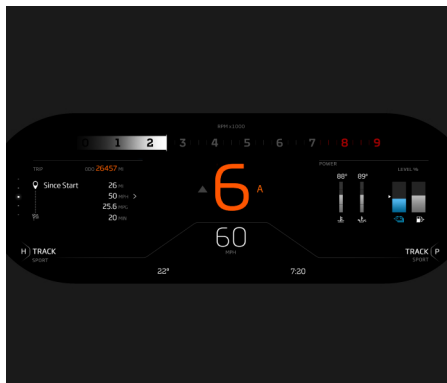 RPM x1000
0 1 2 3 4 5 6 7 8 9
TRIP ODO 26457 MI
Since Start
26 MI
50 MPH
25.6 MPG
20 MIN
6 A
60
MPH
POWER
LEVEL %
88° 89°
H TRACK
SPORT
TRACK P
SPORT
22° 7:20